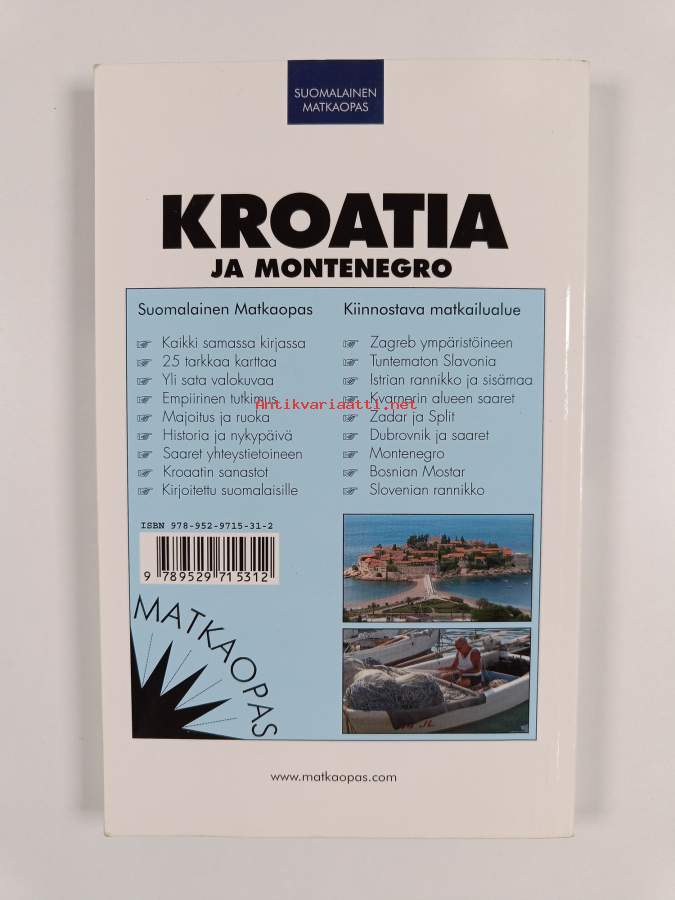 SUOMALAINEN
MATKAOPAS
KROATIA
JA MONTENEGRO
Suomalainen Matkaopas
Kaikki samassa kirjassa
25 tarkkaa karttaa
Yli sata valokuvaa
Empiirinen tutkimus
Majoitus ja ruoka
Historia ja nykypäivä
Saaret yhteystietoineen
Kroaatin sanastot
Kirjoitettu suomalaisille
Kiinnostava matkailualue
Zagreb ympäristöineen
Tuntematon Slavonia
Istrian rannikko ja sisämaa
Kvarnerin alueen saaret
Zadar ja Split
Dubrovnik ja saaret
Montenegro
Bosnian Mostar
Slovenian rannikko
Antikvariaatti.net
ISBN 978-952-9715-31-2
9 789529 715312
MATKAOPAS
www.matkaopas.com